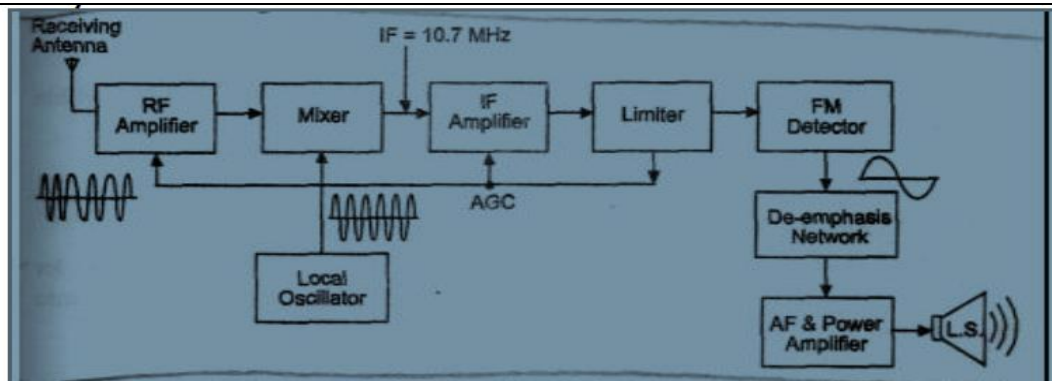 Receiving
Antenna
IF = 10.7 MHz
RF
Amplifier
Mixer
IF
Amplifier
Limiter
FM
Detector
AGC
De-emphasis
Network
Local
Oscillator
AF & Power
Amplifier
L.S.